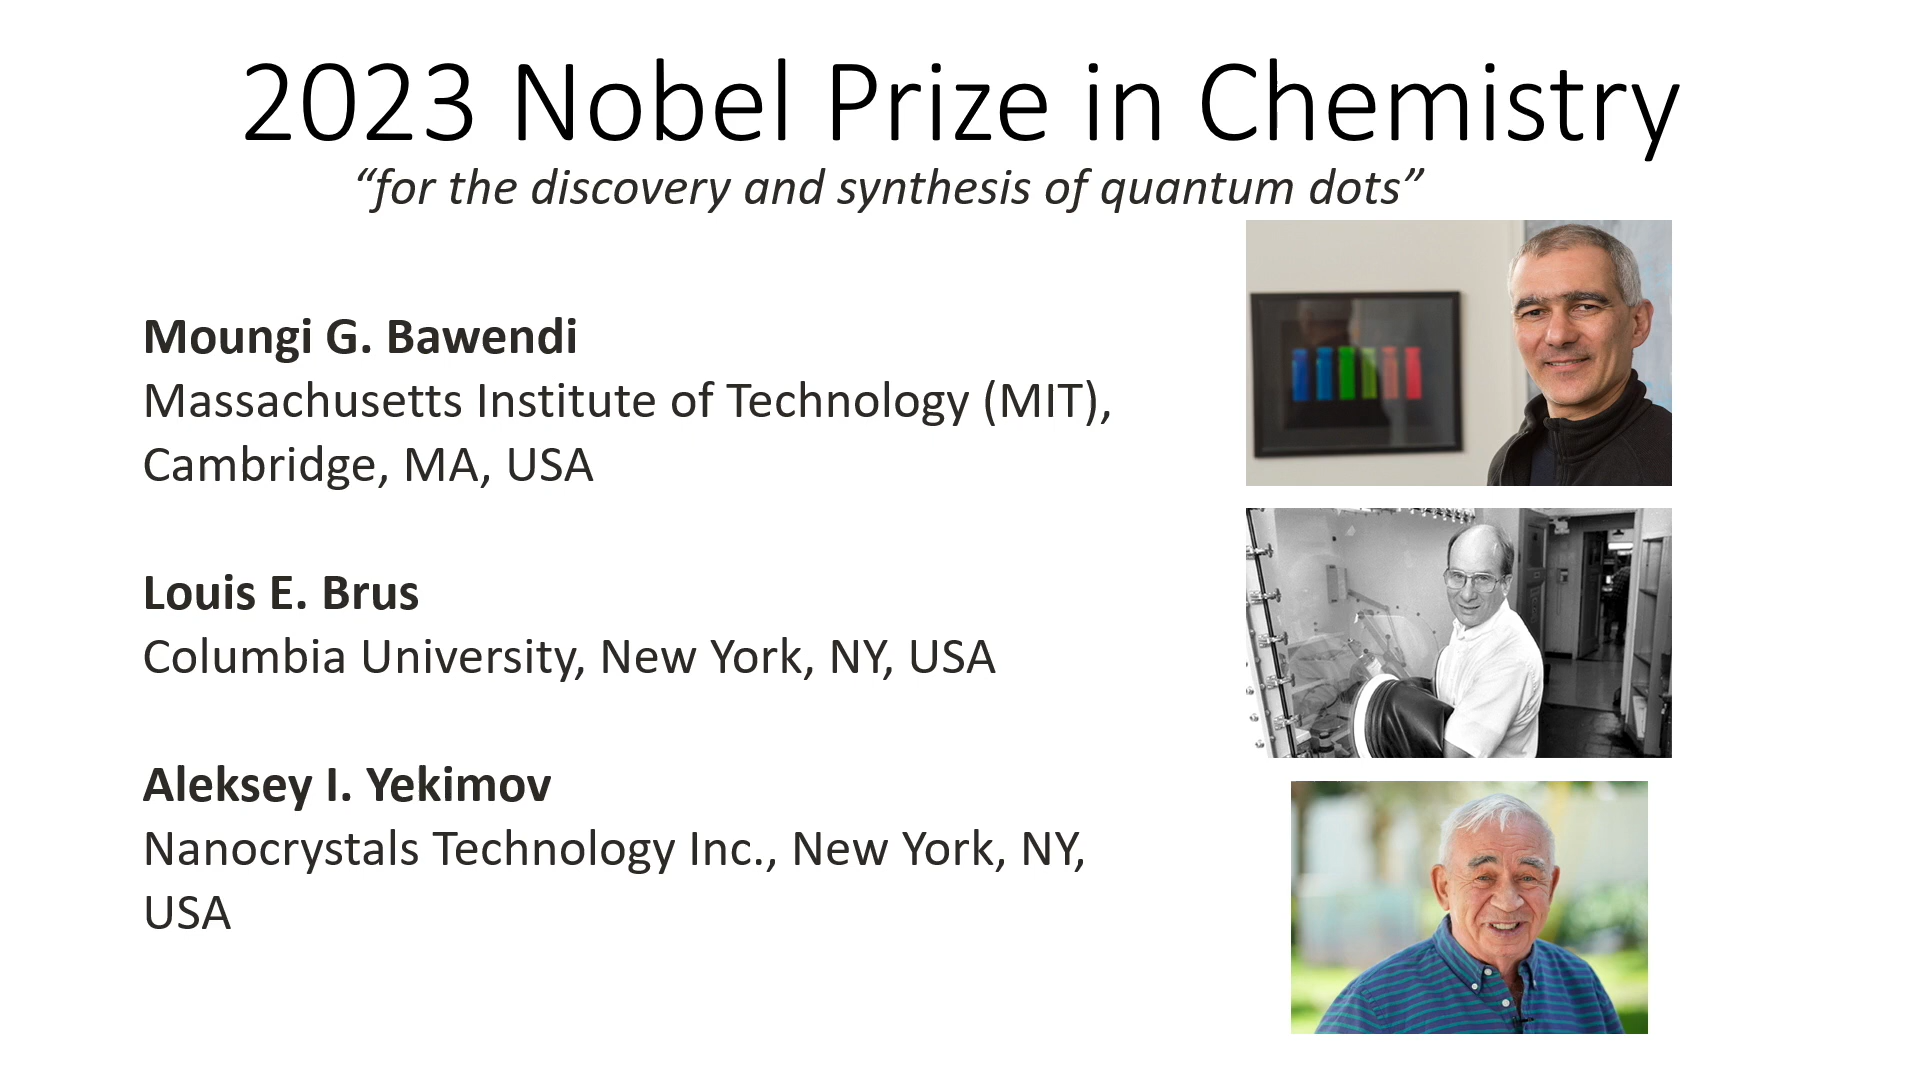 2023 Nobel Prize in Chemistry
“for the discovery and synthesis of quantum dots”
Moungi G. Bawendi
Massachusetts Institute of Technology (MIT),
Cambridge, MA, USA
Louis E. Brus
Columbia University, New York, NY, USA
Aleksey I. Yekimov
Nanocrystals Technology Inc., New York, NY,
USA